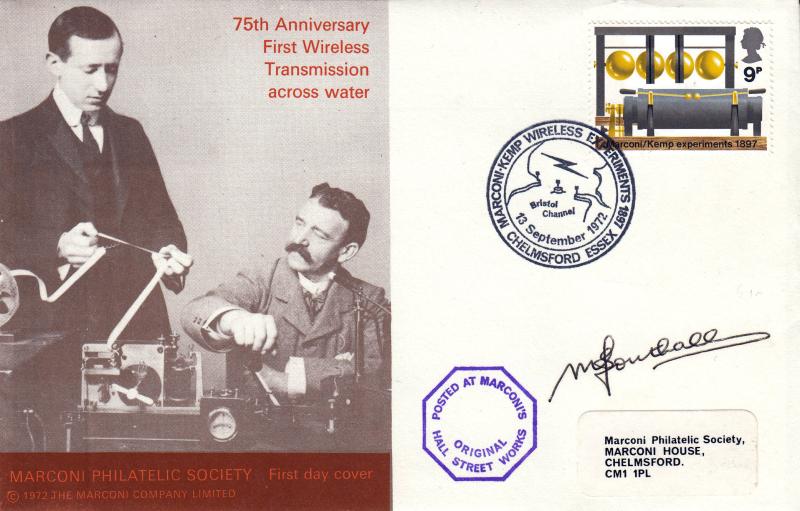 75th Anniversary
First Wireless
Transmission
across water
9P
Marconi/Kemp experiments 1897
MARCONI-KEMP WIRELESS EXPERIMENTS 1897
Bristol
Channel
13 September 1972
CHELMSFORD ESSEX
POSTED AT MARCONI'S
ORIGINAL
HALL STREET WORKS
Marconi Philatelic Society,
MARCONI HOUSE,
CHELMSFORD.
CM1 1PL
MARCONI PHILATELIC SOCIETY First day cover
© 1972 THE MARCONI COMPANY LIMITED